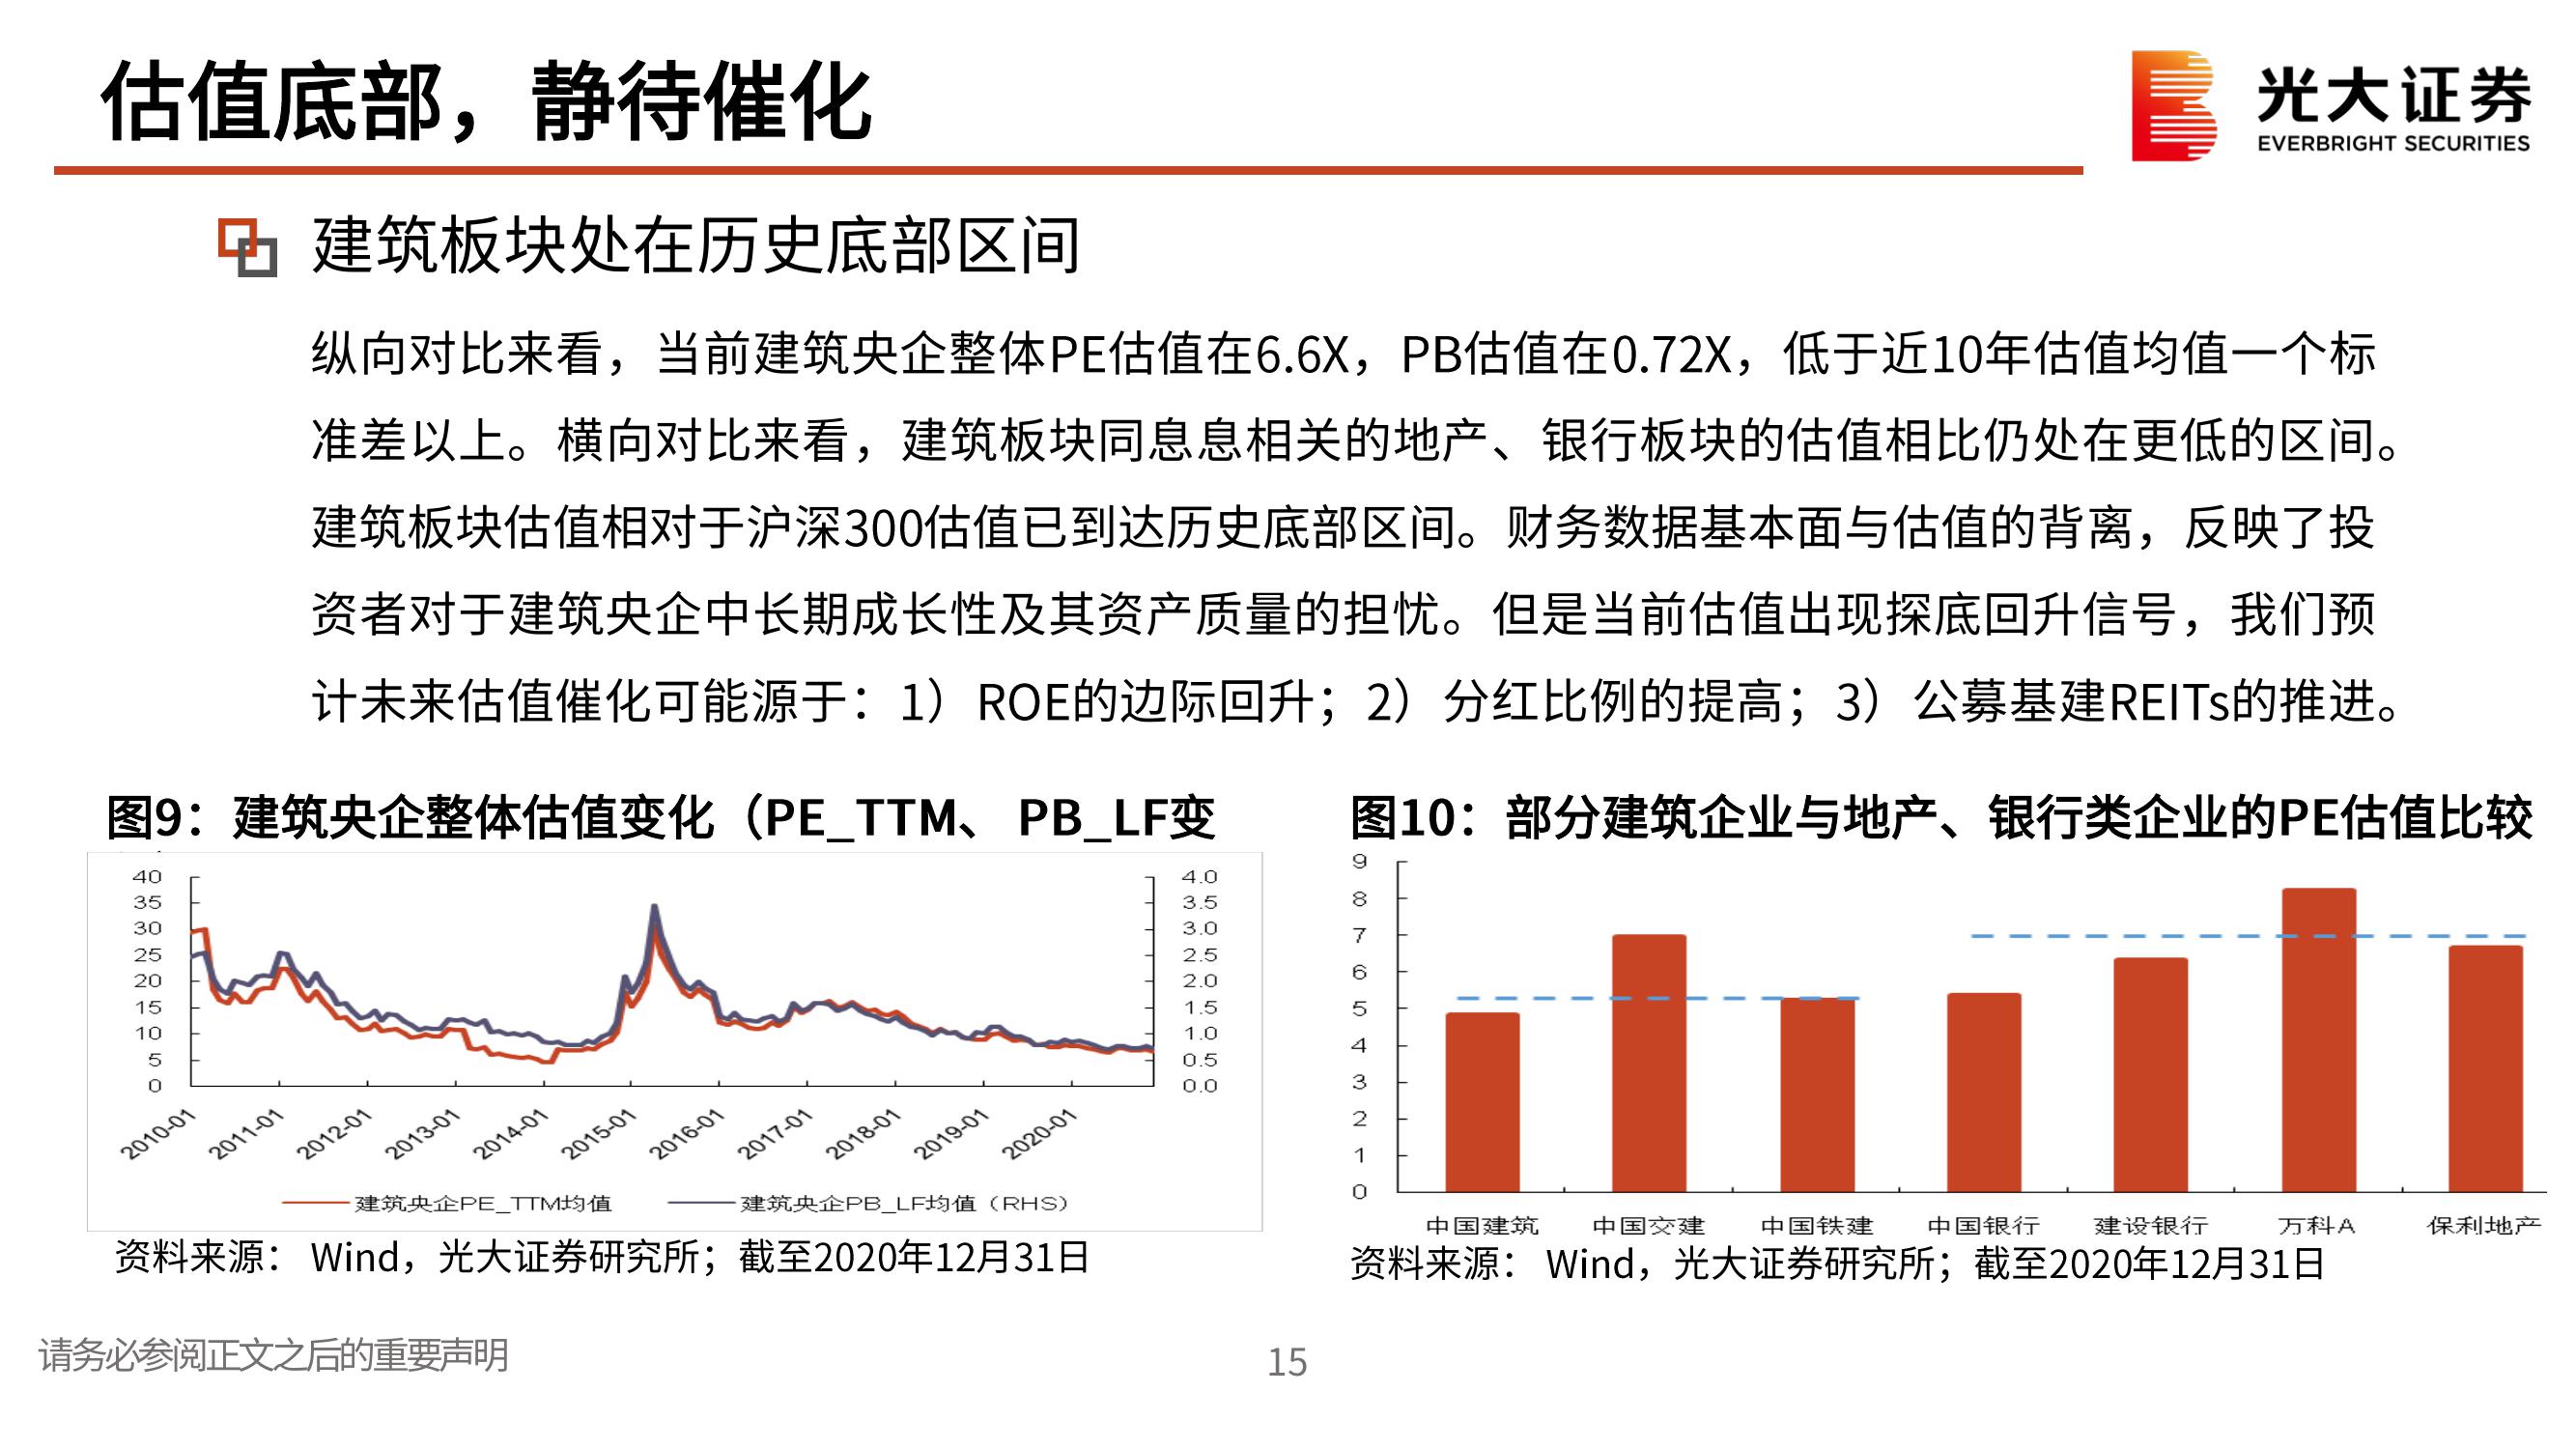 估值底部，静待催化
光大证券
EVERBRIGHT SECURITIES
建筑板块处在历史底部区间
纵向对比来看，当前建筑央企整体PE估值在6.6X，PB估值在0.72X，低于近10年估值均值一个标
准差以上。横向对比来看，建筑板块同息息相关的地产、银行板块的估值相比仍处在更低的区间。
建筑板块估值相对于沪深300估值已到达历史底部区间。财务数据基本面与估值的背离，反映了投
资者对于建筑央企中长期成长性及其资产质量的担忧。但是当前估值出现探底回升信号，我们预
计未来估值催化可能源于：1）ROE的边际回升；2）分红比例的提高；3）公募基建REITs的推进。
图9：建筑央企整体估值变化（PE_TTM、 PB_LF变
40
35
30
25
20
15
10
5
0
4.0
3.5
3.0
2.5
2.0
1.5
1.0
0.5
0.0
2010-01
2011-01
2012-01
2013-01
2014-01
2015-01
2016-01
2017-01
2018-01
2019-01
2020-01
建筑央企PE_TTM均值
建筑央企PB_LF均值（RHS）
资料来源： Wind，光大证券研究所；截至2020年12月31日
图10：部分建筑企业与地产、银行类企业的PE估值比较
9
8
7
6
5
4
3
2
1
0
中国建筑
中国交建
中国铁建
中国银行
建设银行
万科A
保利地产
资料来源： Wind，光大证券研究所；截至2020年12月31日
请务必参阅正文之后的重要声明
15